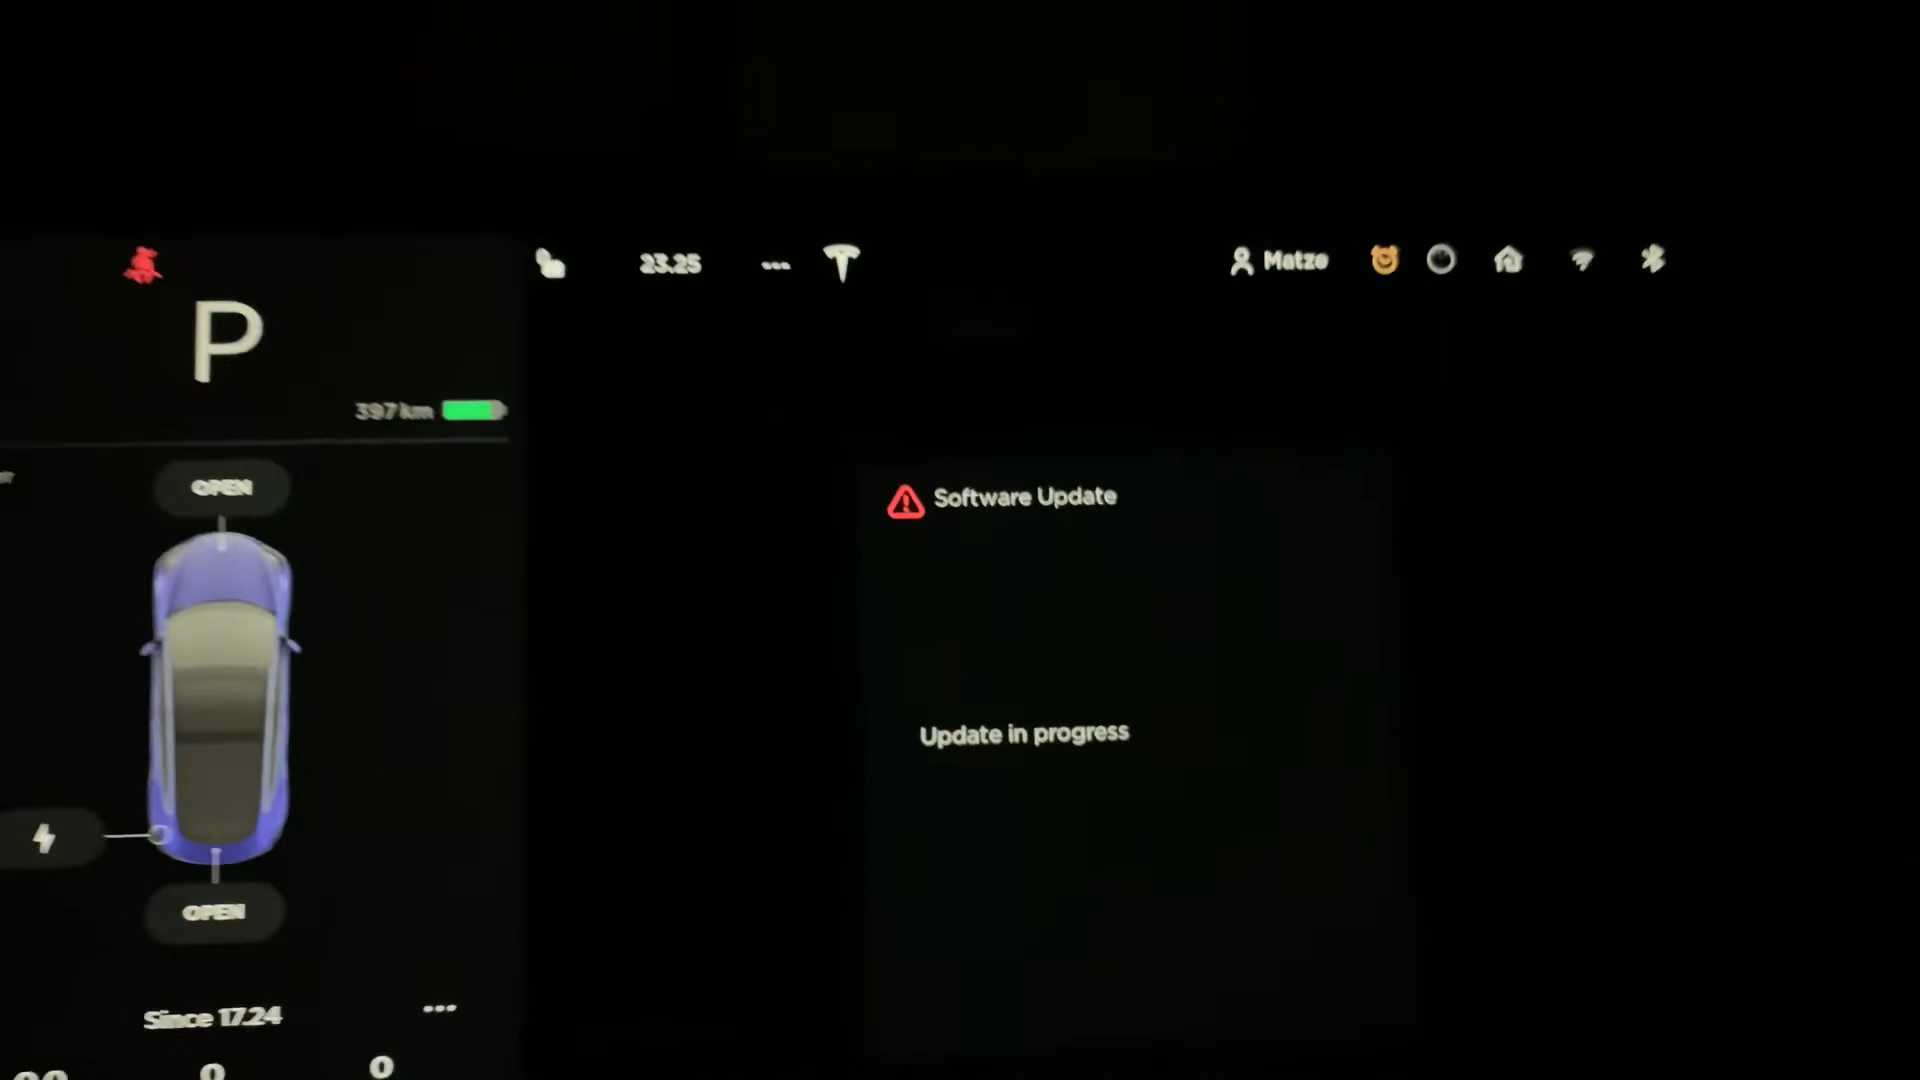 23.25
Matze
P
397 km
OPEN
Software Update
Update in progress
OPEN
Since 17.24
0
0